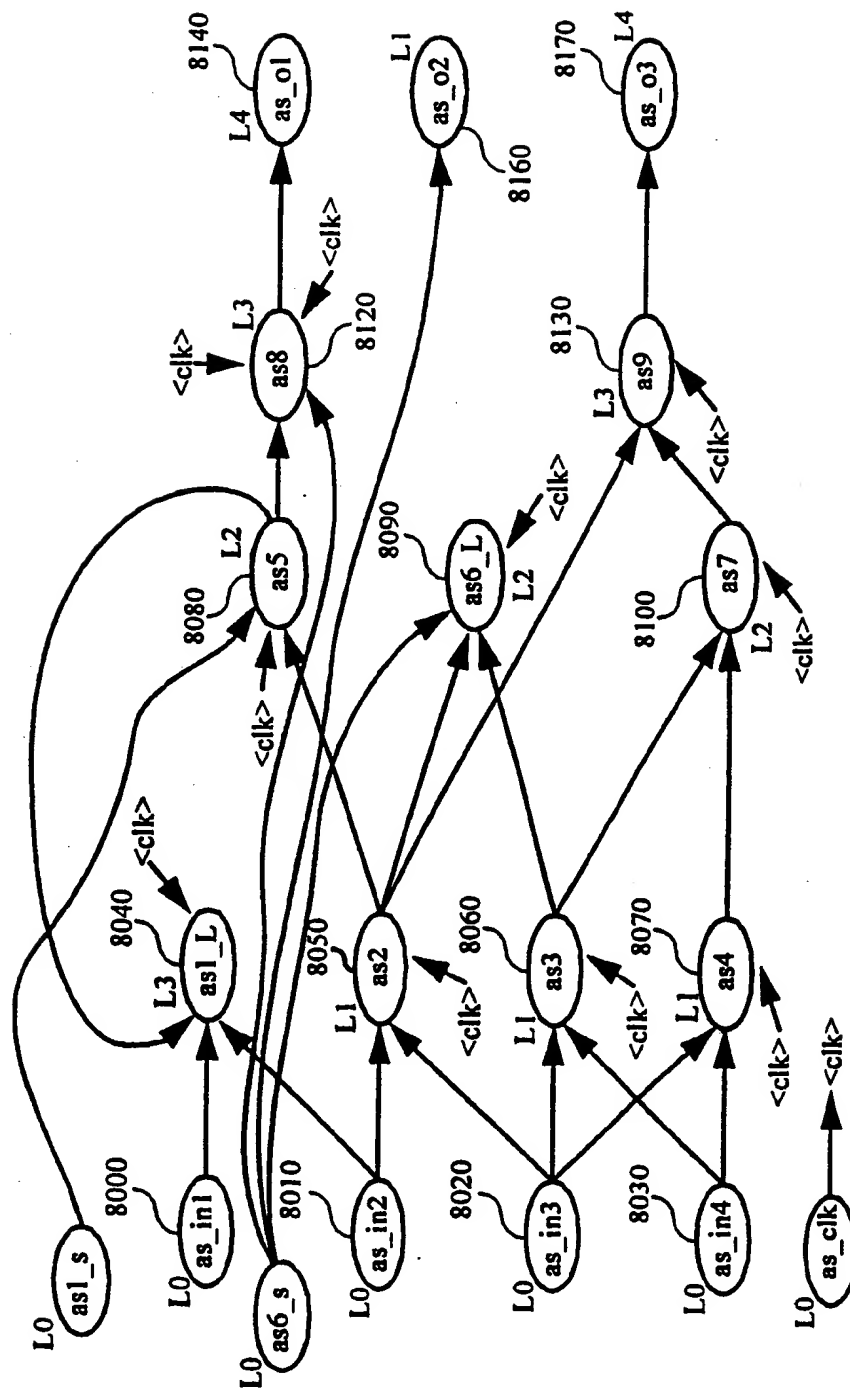 L0
as1_s
L0
as_in1
8000
L0
as6_s
L0
as_in2
8010
L0
as_in3
8020
L0
as_in4
8030
L0
as_clk
<clk>
L3
as1_L
8040
<clk>
L1
as2
8050
<clk>
L1
as3
8060
<clk>
L1
as4
8070
<clk>
L2
as5
8080
<clk>
as6_L
8090
L2
<clk>
as7
8100
L2
<clk>
<clk>
L3
as8
8120
<clk>
L3
as9
8130
<clk>
L4
as_o1
8140
L1
as_o2
8160
L4
as_o3
8170